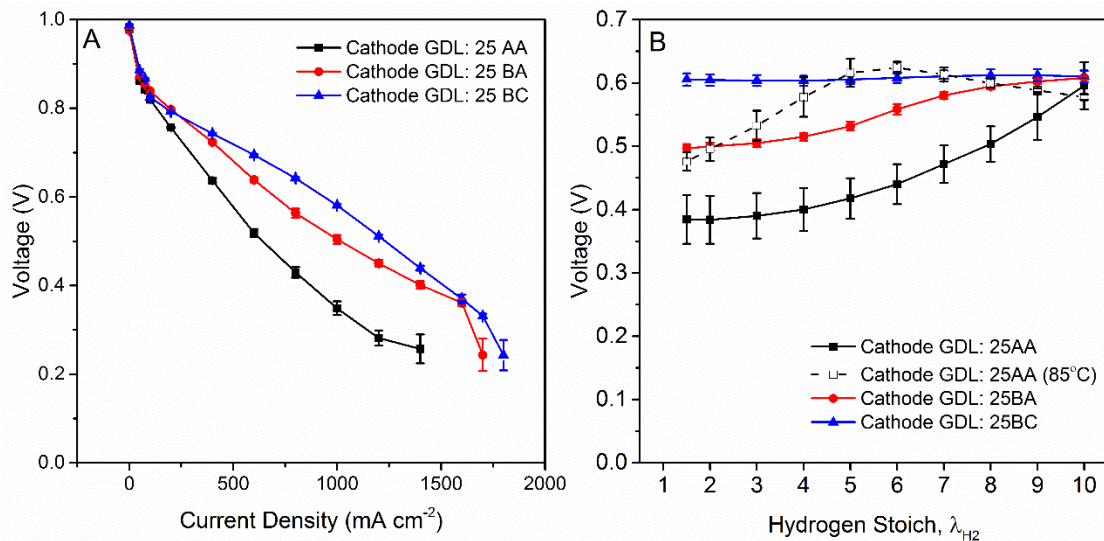 A
Cathode GDL: 25 AA
Cathode GDL: 25 BA
Cathode GDL: 25 BC
Voltage (V)
1.0
0.8
0.6
0.4
0.2
0.0
0 500 1000 1500 2000
Current Density (mA cm⁻²)
B
Voltage (V)
0.7
0.6
0.5
0.4
0.3
0.2
0.1
0.0
Cathode GDL: 25AA
Cathode GDL: 25AA (85°C)
Cathode GDL: 25BA
Cathode GDL: 25BC
1 2 3 4 5 6 7 8 9 10
Hydrogen Stoich, λH2